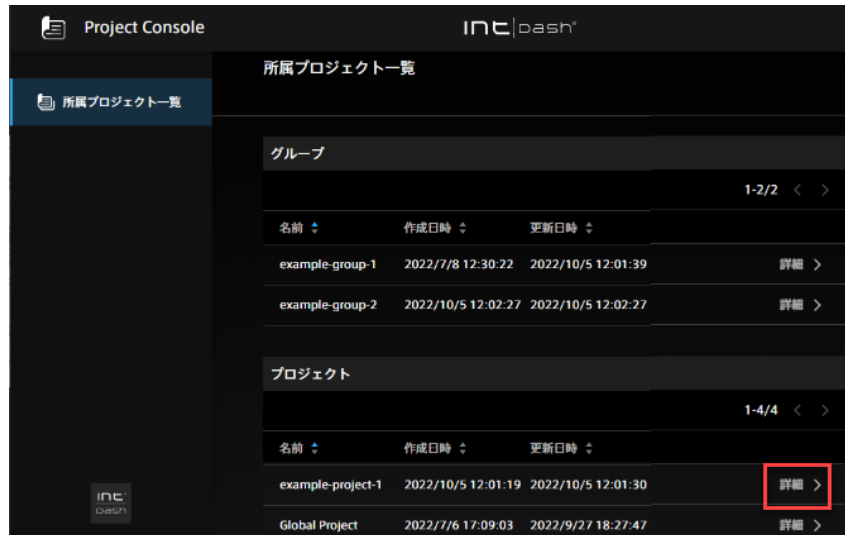 Project Console
INT|DASH
所属プロジェクト一覧
所属プロジェクト一覧
グループ
1-2/2
名前 作成日時 更新日時
example-group-1 2022/7/8 12:30:22 2022/10/5 12:01:39 詳細
example-group-2 2022/10/5 12:02:27 2022/10/5 12:02:27 詳細
プロジェクト
1-4/4
名前 作成日時 更新日時
example-project-1 2022/10/5 12:01:19 2022/10/5 12:01:30 詳細
Global Project 2022/7/6 17:09:03 2022/9/27 18:27:47 詳細
INT
DASH